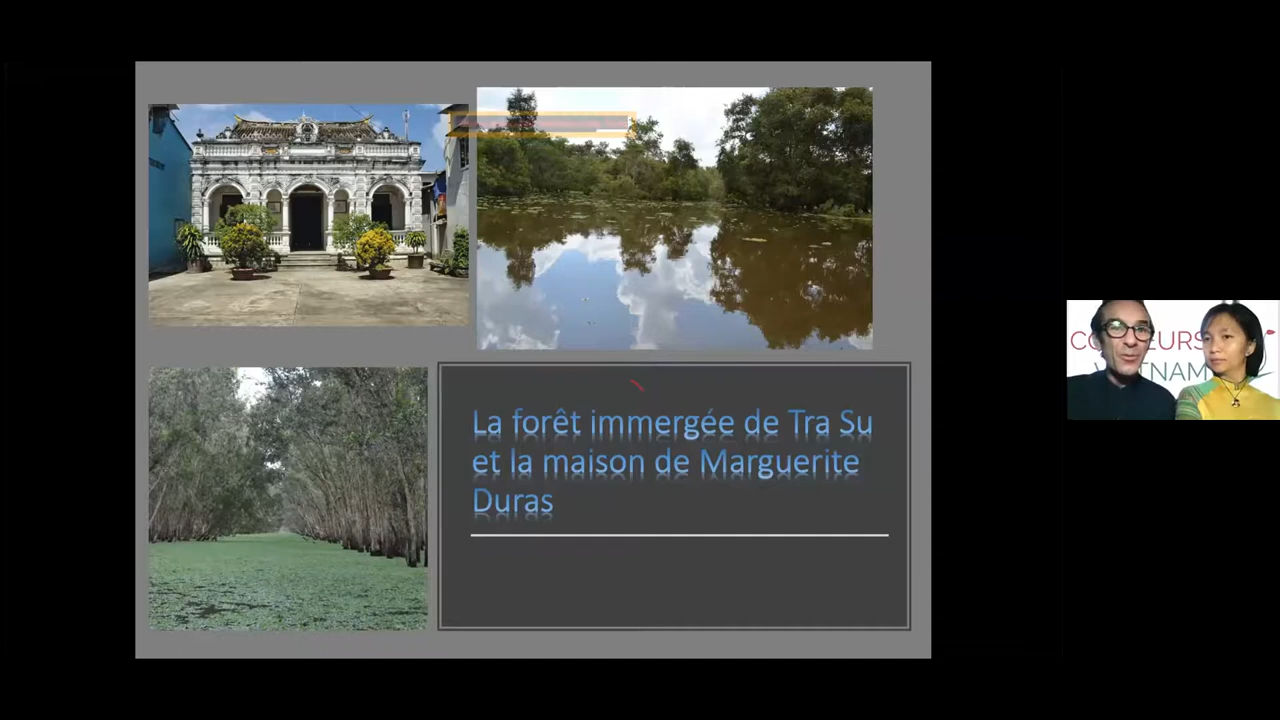 La forêt immergée de Tra Su
et la maison de Marguerite
Duras